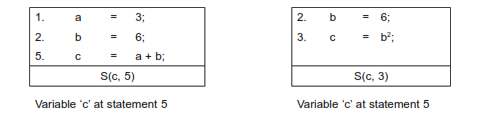 1. a = 3;
2. b = 6;
5. c = a + b;
S(c, 5)
Variable ‘c’ at statement 5
2. b = 6;
3. c = b²;
S(c, 3)
Variable ‘c’ at statement 5